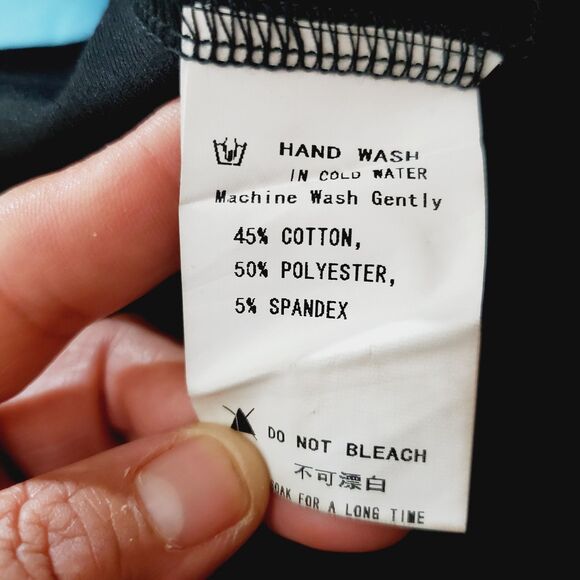 HAND WASH
IN COLD WATER
Machine Wash Gently
45% COTTON,
50% POLYESTER,
5% SPANDEX
DO NOT BLEACH
不可漂白
FOR A LONG TIME